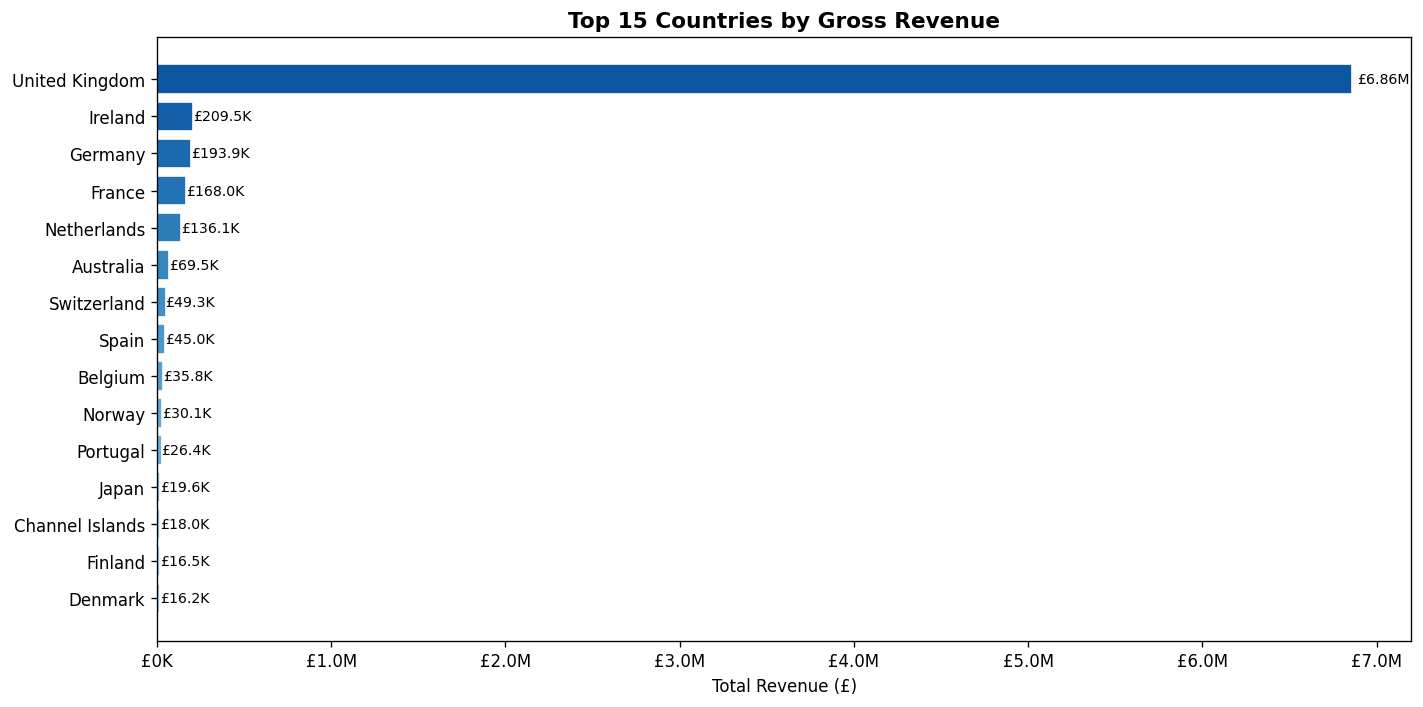 Top 15 Countries by Gross Revenue
United Kingdom £6.86M
Ireland £209.5K
Germany £193.9K
France £168.0K
Netherlands £136.1K
Australia £69.5K
Switzerland £49.3K
Spain £45.0K
Belgium £35.8K
Norway £30.1K
Portugal £26.4K
Japan £19.6K
Channel Islands £18.0K
Finland £16.5K
Denmark £16.2K
£0K £1.0M £2.0M £3.0M £4.0M £5.0M £6.0M £7.0M
Total Revenue (£)